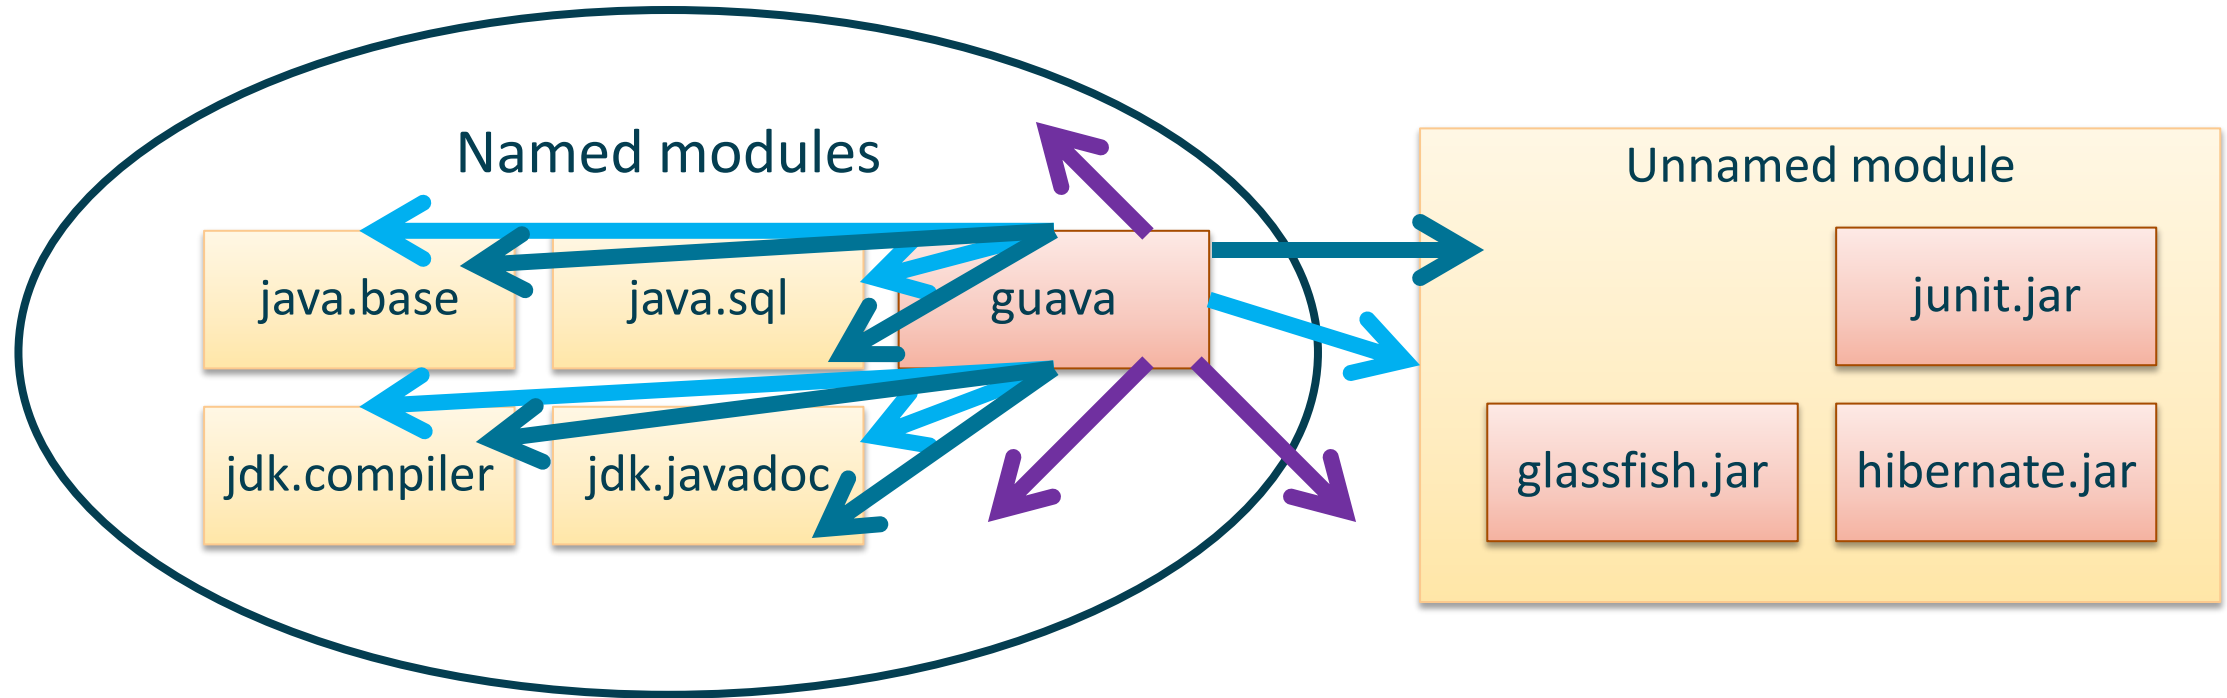 Named modules
Unnamed module
java.base
java.sql
guava
junit.jar
jdk.compiler
jdk.javadoc
glassfish.jar
hibernate.jar